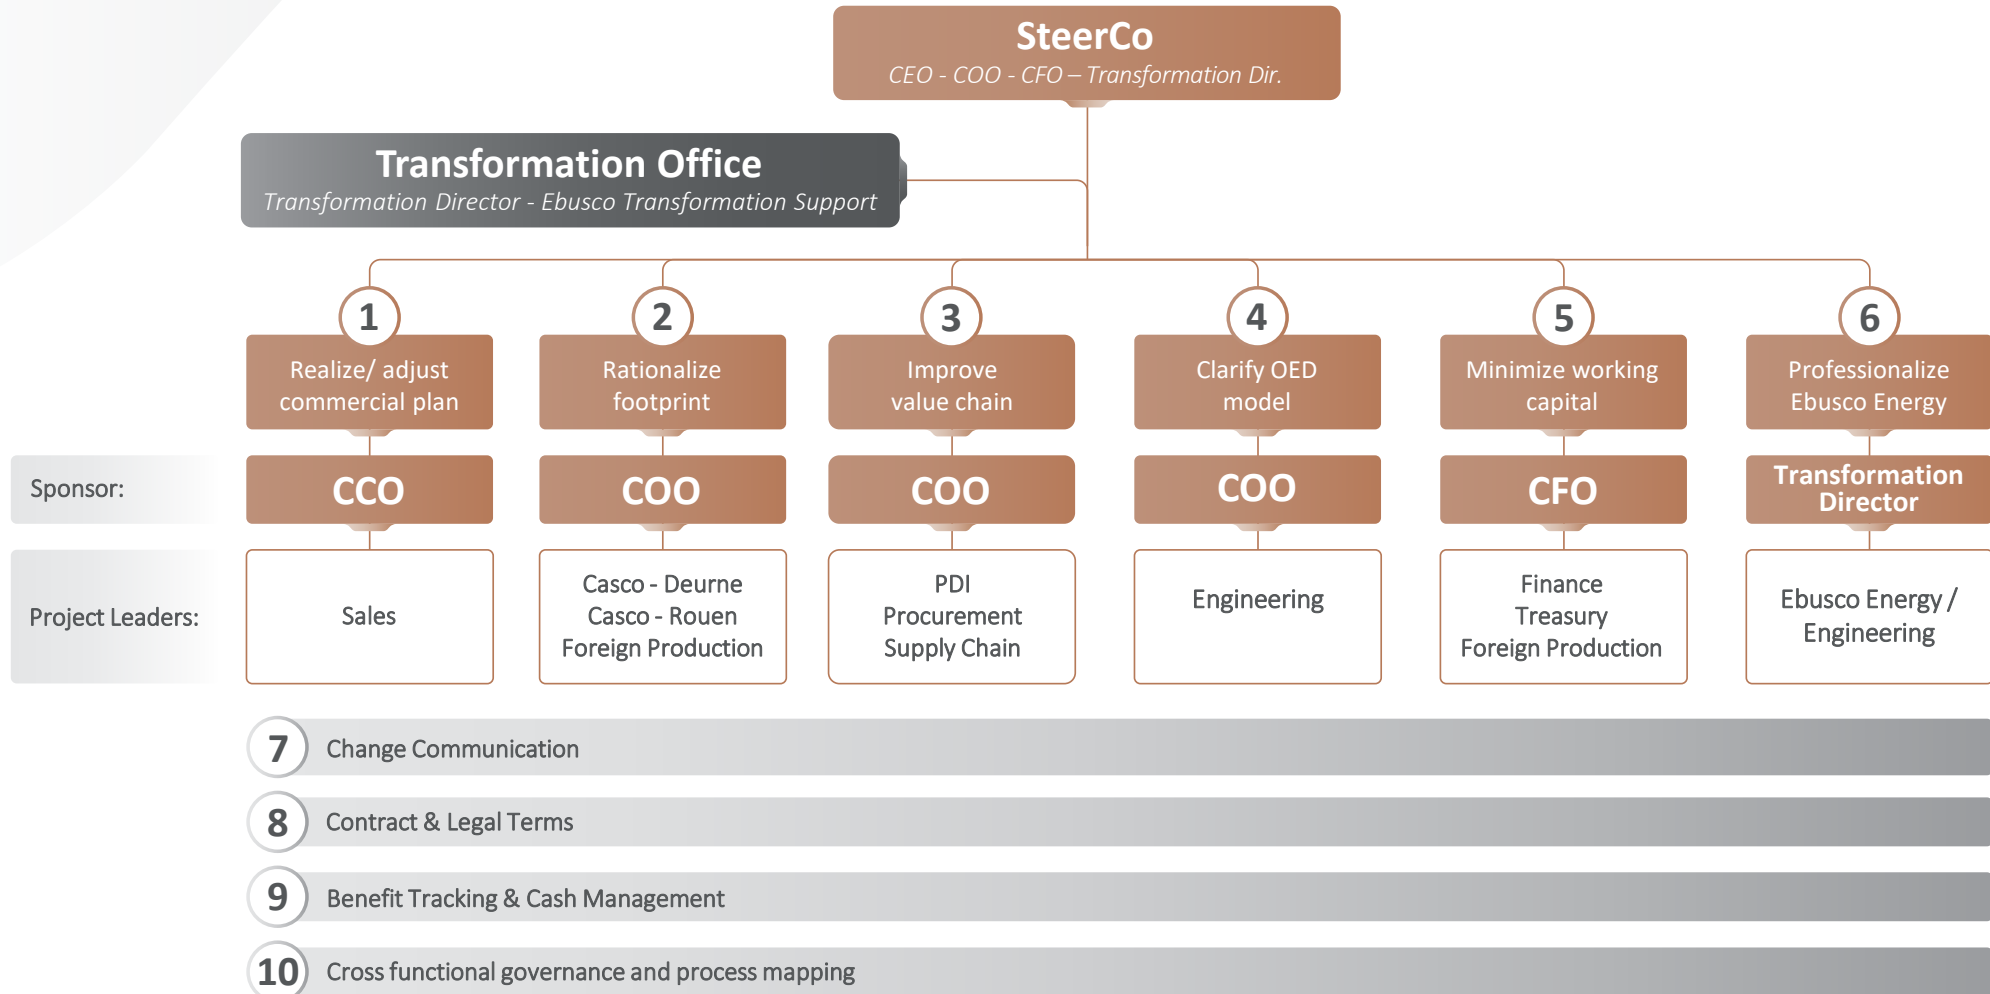 SteerCo
CEO - COO - CFO – Transformation Dir.
Transformation Office
Transformation Director - Ebusco Transformation Support
1
2
3
4
5
6
Realize/ adjust
commercial plan
Rationalize
footprint
Improve
value chain
Clarify OED
model
Minimize working
capital
Professionalize
Ebusco Energy
Sponsor:
CCO
COO
COO
COO
CFO
Transformation
Director
Project Leaders:
Sales
Casco - Deurne
Casco - Rouen
Foreign Production
PDI
Procurement
Supply Chain
Engineering
Finance
Treasury
Foreign Production
Ebusco Energy /
Engineering
7 Change Communication
8 Contract & Legal Terms
9 Benefit Tracking & Cash Management
10 Cross functional governance and process mapping